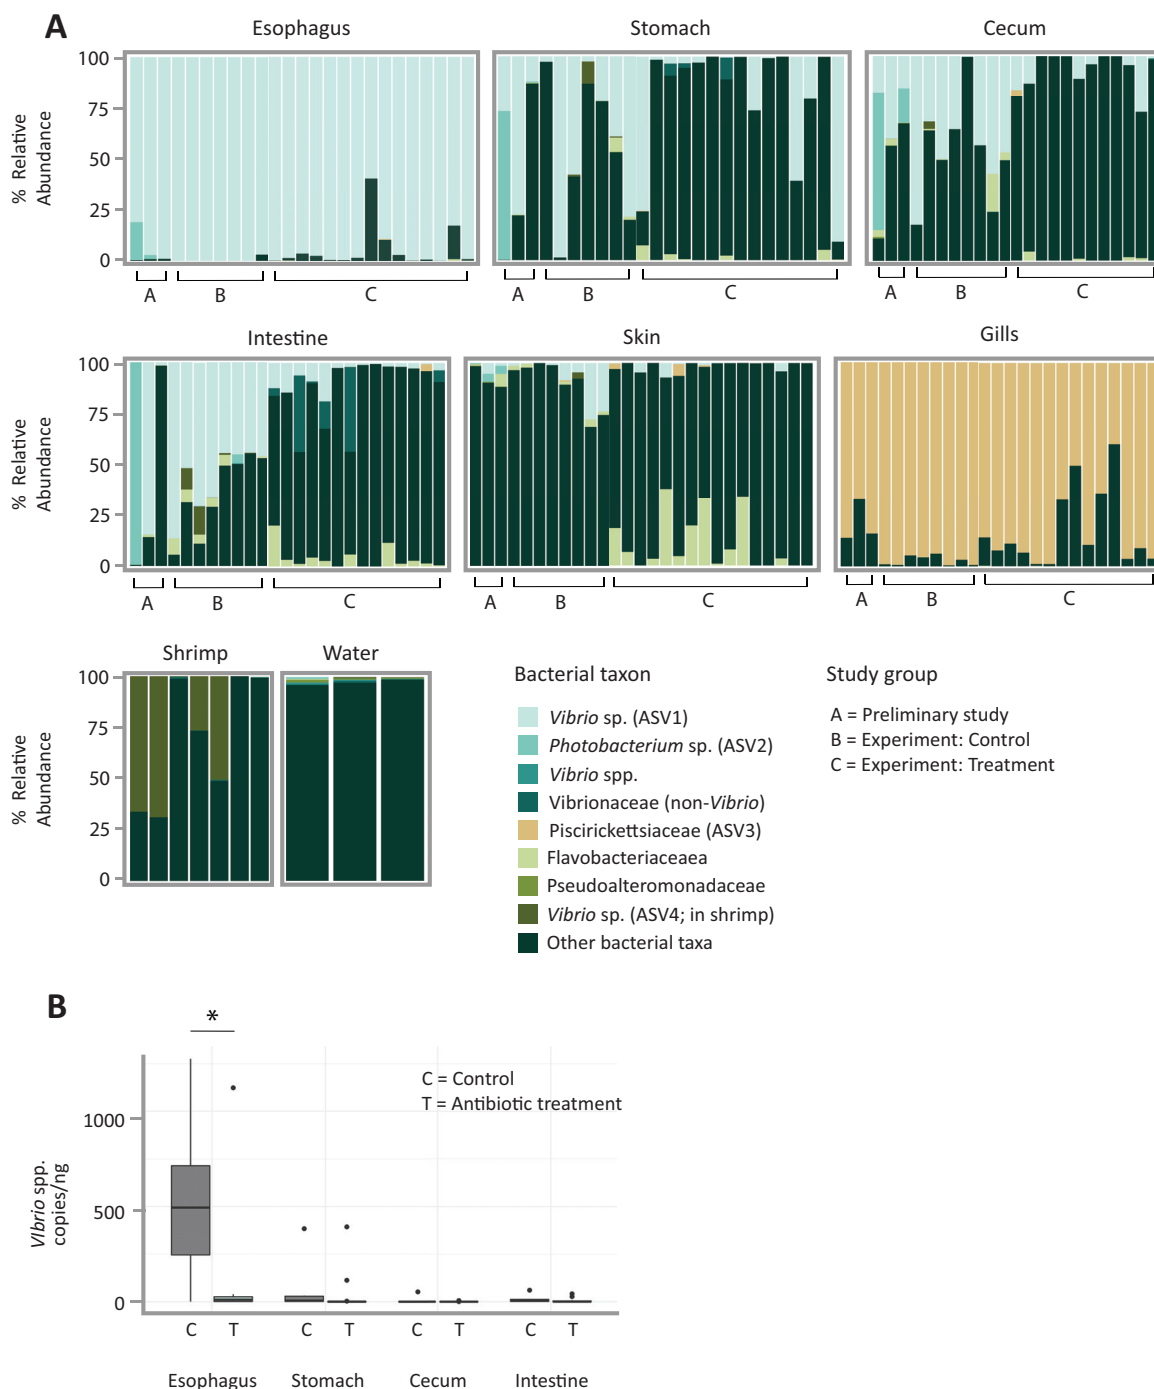 A
Esophagus
Stomach
Cecum
% Relative
Abundance
100
75
50
25
0
A
B
C
A
B
C
A
B
C
Intestine
Skin
Gills
% Relative
Abundance
100
75
50
25
0
A
B
C
A
B
C
A
B
C
Shrimp
Water
% Relative
Abundance
100
75
50
25
0
Bacterial taxon
Vibrio sp. (ASV1)
Photobacterium sp. (ASV2)
Vibrio spp.
Vibrionaceae (non-Vibrio)
Piscirickettsiaceae (ASV3)
Flavobacteriaceaea
Pseudoalteromonadaceae
Vibrio sp. (ASV4; in shrimp)
Other bacterial taxa
Study group
A = Preliminary study
B = Experiment: Control
C = Experiment: Treatment
B
*
C = Control
T = Antibiotic treatment
VIbrio spp.
copies/ng
1000
500
0
C
T
C
T
C
T
C
T
Esophagus
Stomach
Cecum
Intestine